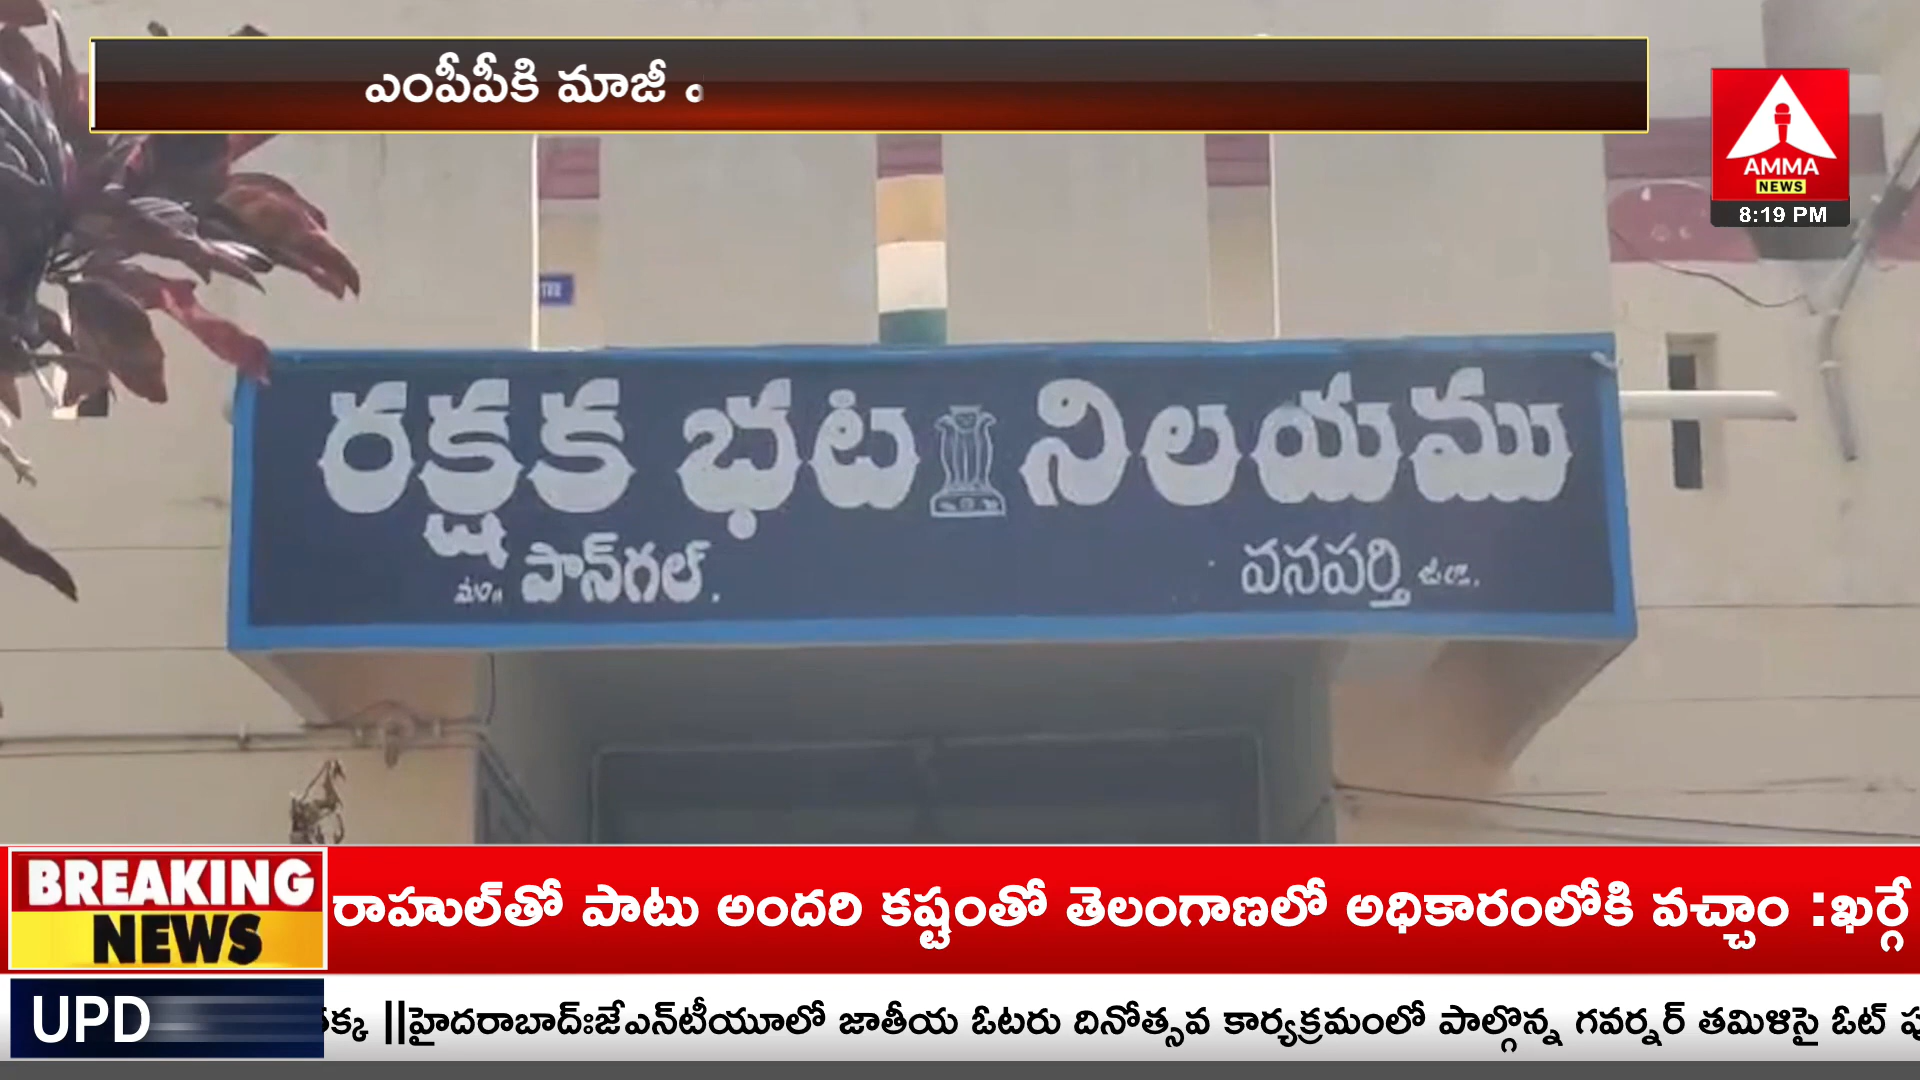 ఎంపీపీకి మాజీ
AMMA
NEWS
8:19 PM
రక్షక భట నిలయము
పాన్‌గల్.
వనపర్తి జిల్లా.
BREAKING
NEWS
రాహుల్‌తో పాటు అందరి కష్టంతో తెలంగాణలో అధికారంలోకి వచ్చాం :ఖర్గే
UPD
||హైదరాబాద్:జేఎన్‌టీయూలో జాతీయ ఓటరు దినోత్సవ కార్యక్రమంలో పాల్గొన్న గవర్నర్ తమిళిసై ఓట్